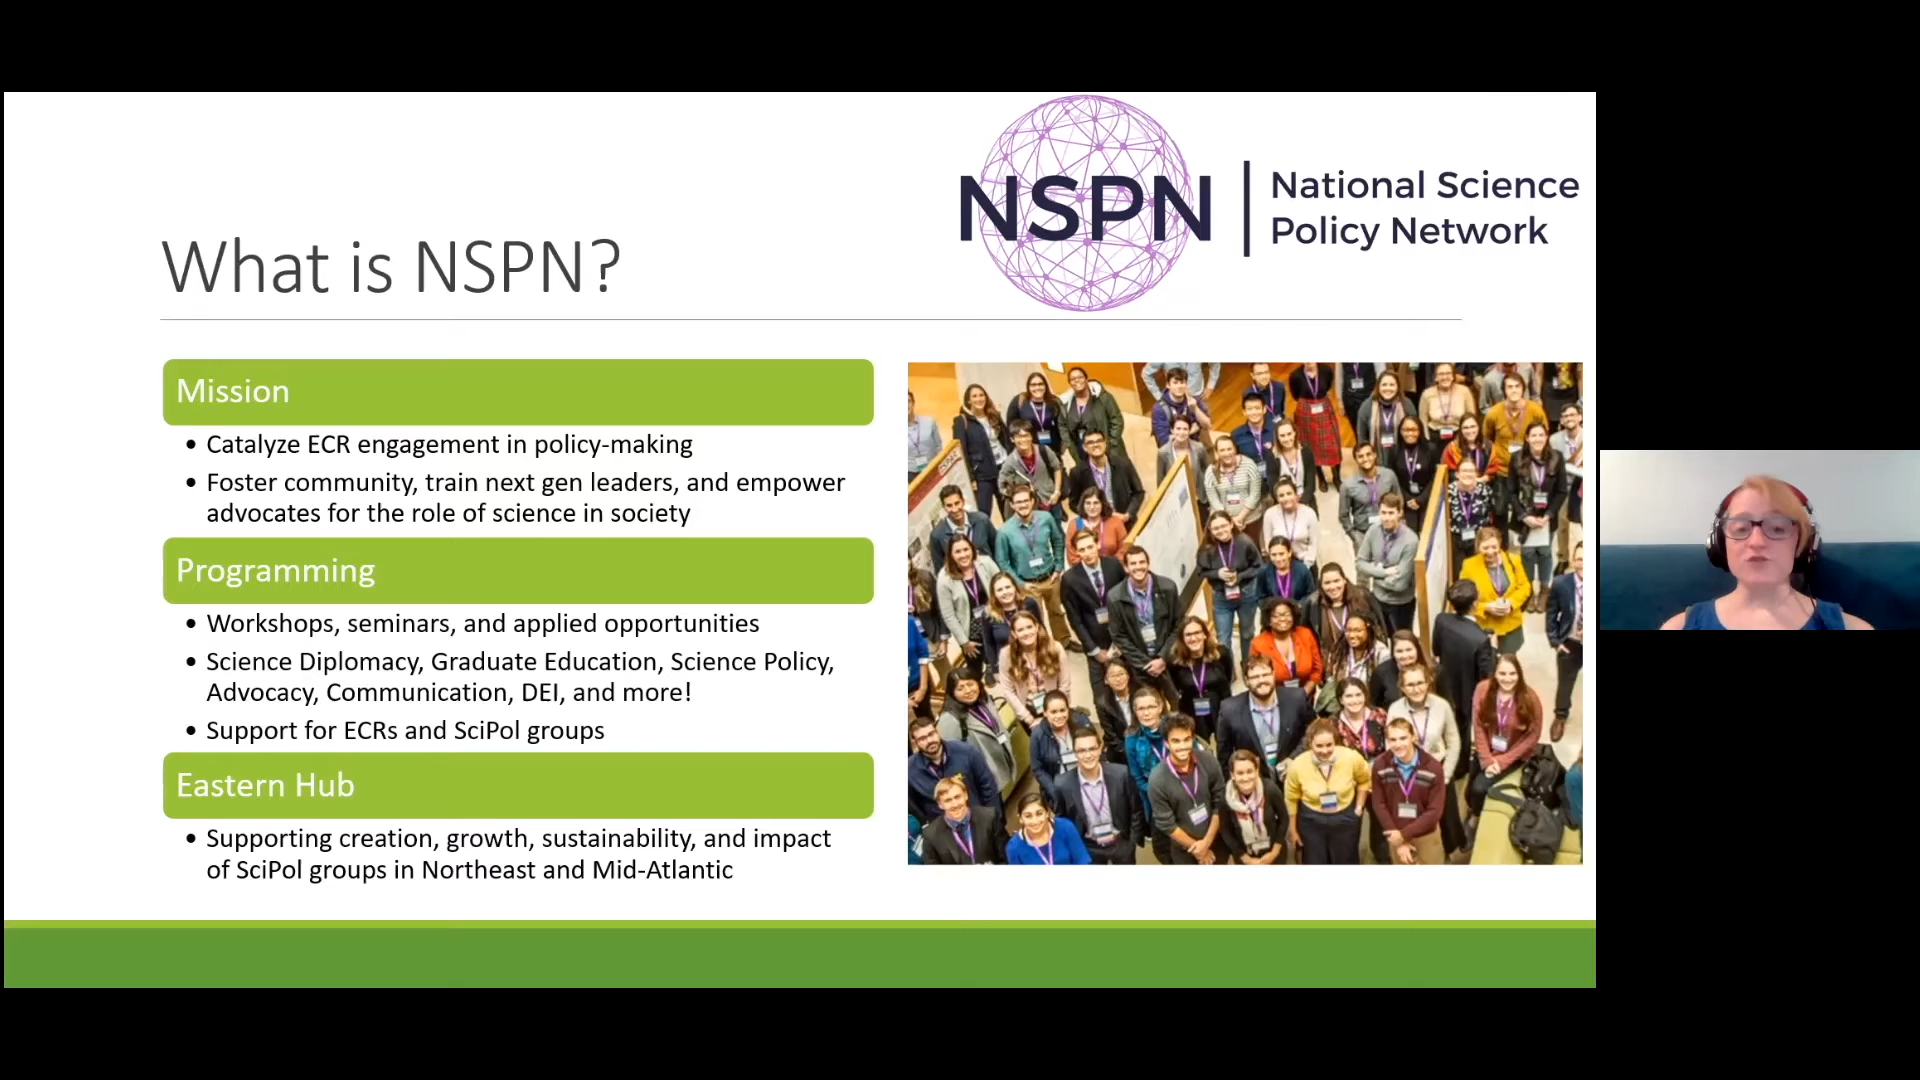 NSPN
National Science
Policy Network
What is NSPN?
Mission
• Catalyze ECR engagement in policy-making
• Foster community, train next gen leaders, and empower
advocates for the role of science in society
Programming
• Workshops, seminars, and applied opportunities
• Science Diplomacy, Graduate Education, Science Policy,
Advocacy, Communication, DEI, and more!
• Support for ECRs and SciPol groups
Eastern Hub
• Supporting creation, growth, sustainability, and impact
of SciPol groups in Northeast and Mid-Atlantic